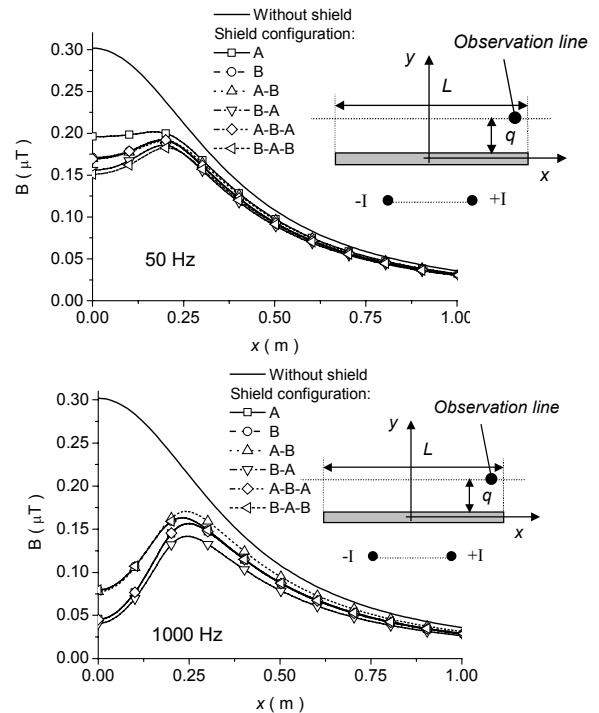 Without shield
Shield configuration:
A
B
A-B
B-A
A-B-A
B-A-B
Observation line
y
L
q
x
-I
+I
0.30
0.25
0.20
0.15
0.10
0.05
0.00
B ( μT )
50 Hz
0.00 0.25 0.50 0.75 1.00
x ( m )
Without shield
Shield configuration:
A
B
A-B
B-A
A-B-A
B-A-B
Observation line
y
L
q
x
-I
+I
0.30
0.25
0.20
0.15
0.10
0.05
0.00
B ( μT )
1000 Hz
0.00 0.25 0.50 0.75 1.00
x ( m )